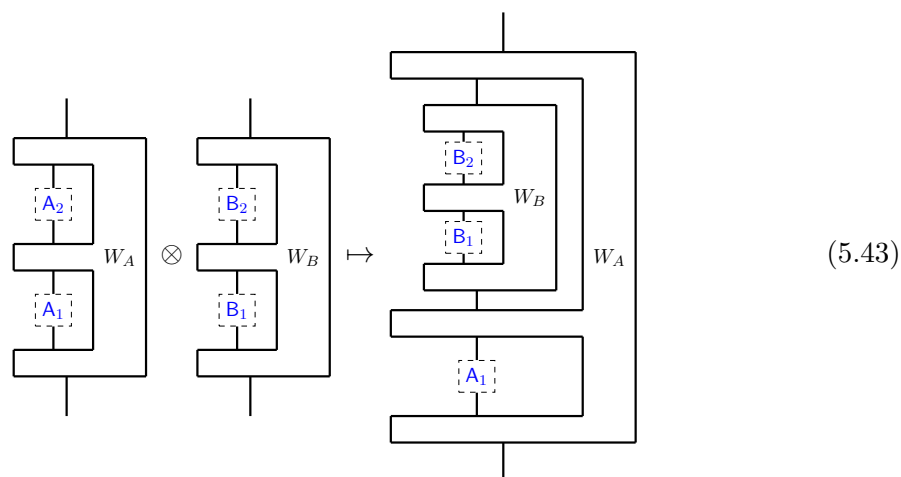 A₂
W_A
A₁
⊗
B₂
W_B
B₁
↦
B₂
W_B
B₁
W_A
A₁
(5.43)